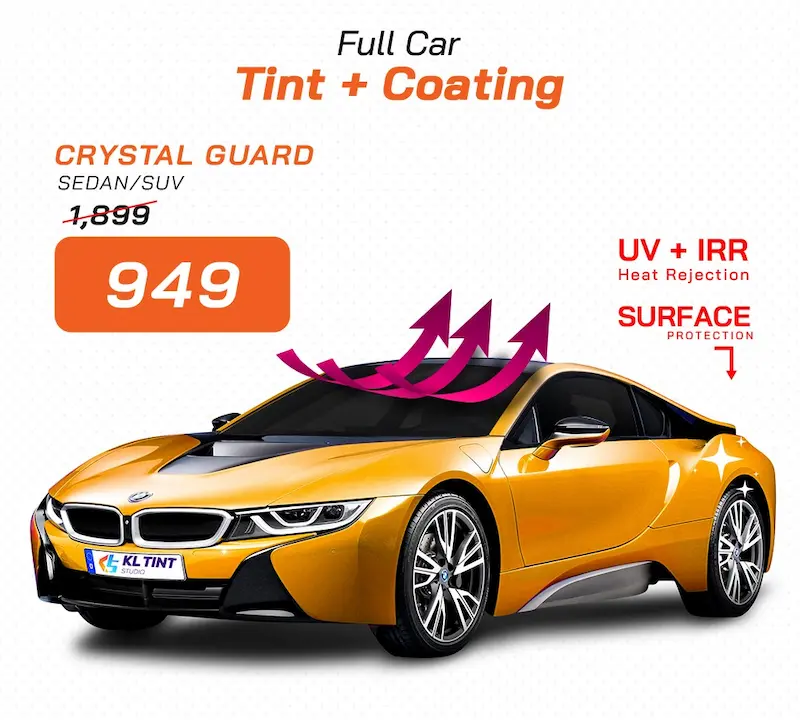 Full Car
Tint + Coating
CRYSTAL GUARD
SEDAN/SUV
1,899
949
UV + IRR
Heat Rejection
SURFACE
PROTECTION
KL TINT
STUDIO